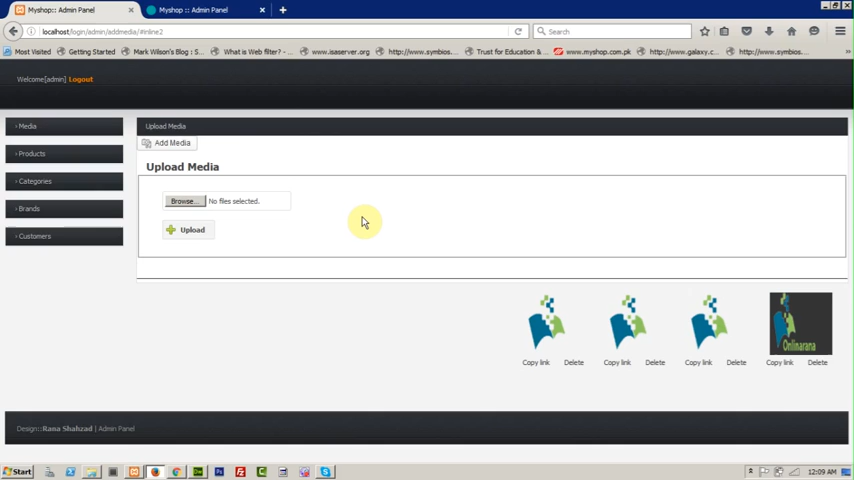 Myshop:: Admin Panel
Myshop :: Admin Panel
localhost/login/admin/addmedia/#inline2
Search
Most Visited
Getting Started
Mark Wilson's Blog : S...
What is Web filter? -...
www.isaserver.org
http://www.symbios...
Trust for Education &...
www.myshop.com.pk
http://www.galaxy.c...
http://www.symbios...
Welcome[admin] Logout
› Media
› Products
› Categories
› Brands
› Customers
Upload Media
Add Media
Upload Media
Browse... No files selected.
Upload
Onlinarana
Copy link Delete Copy link Delete Copy link Delete Copy link Delete
Design::Rana Shahzad | Admin Panel
Start
Dw
Ps
Fz
12:09 AM